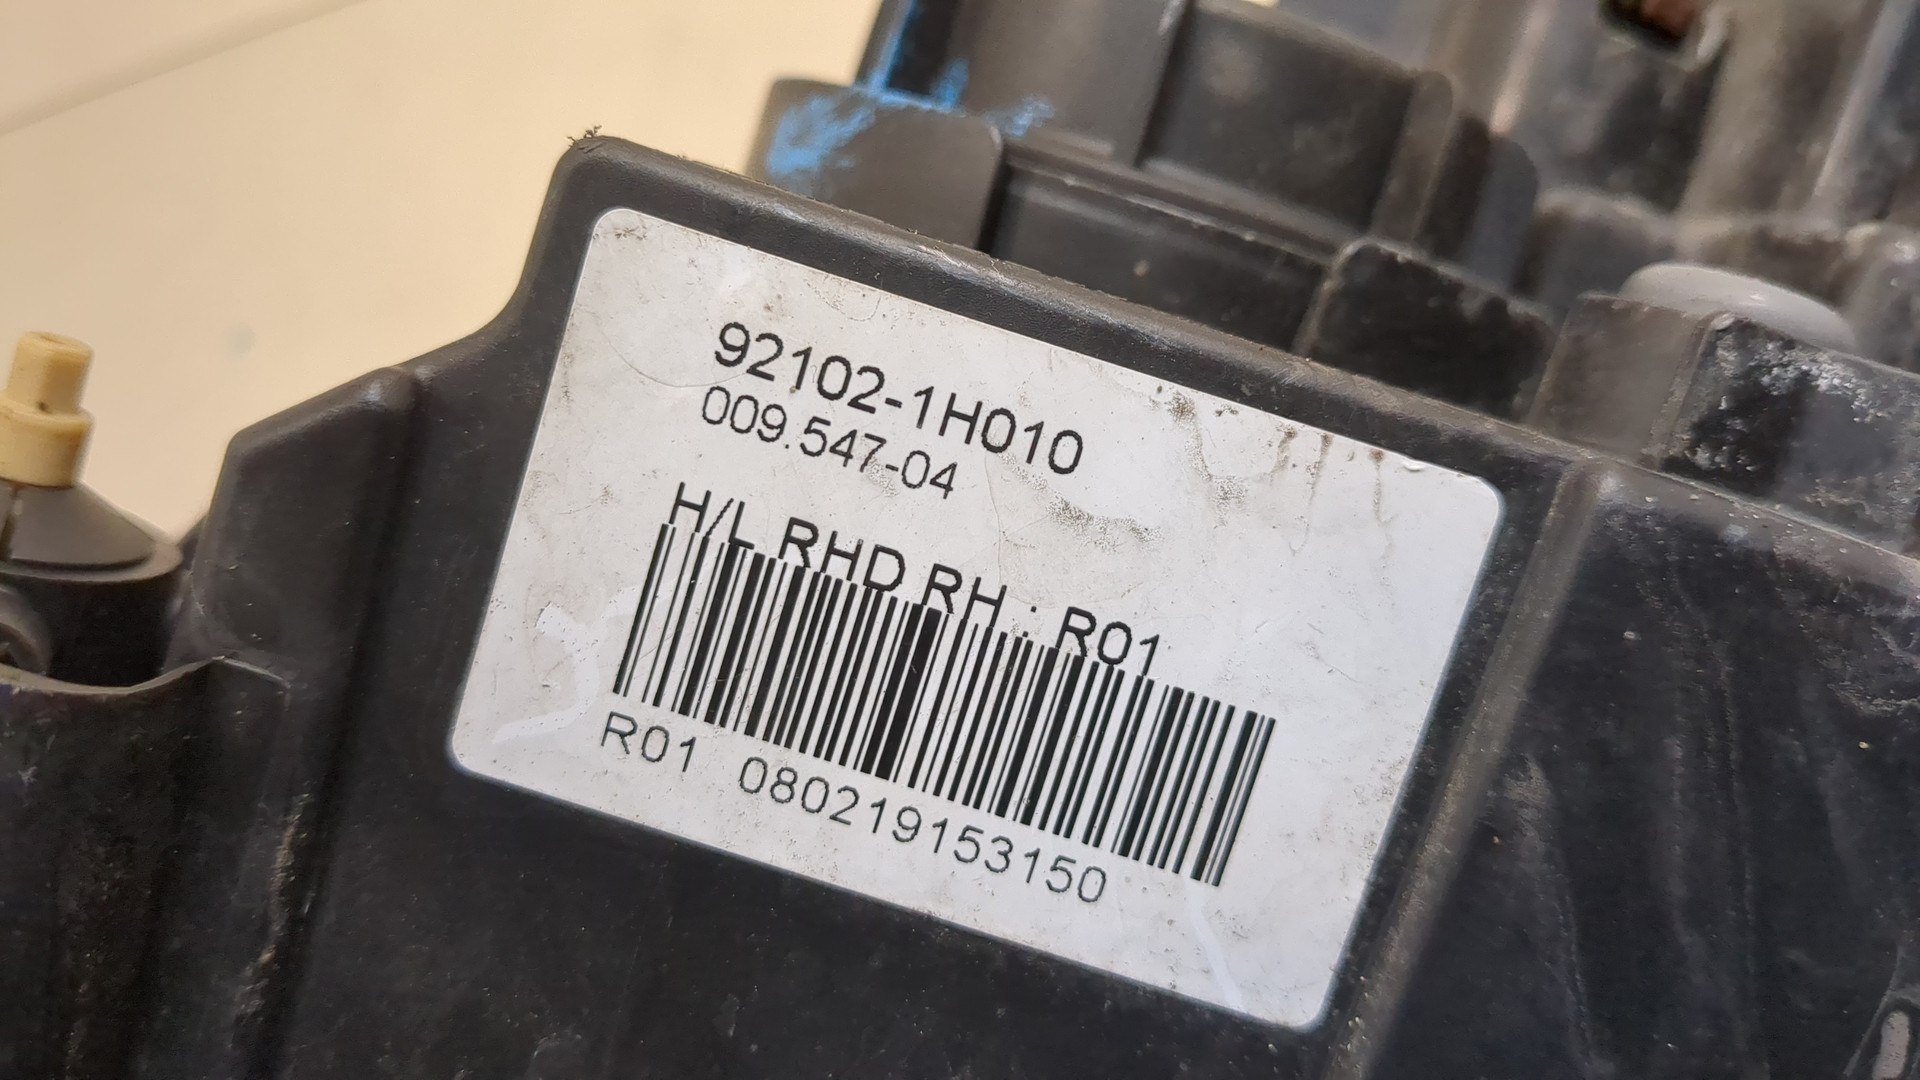 92102-1H010
009.547-04
H/L RHD RH : R01
R01 080219153150